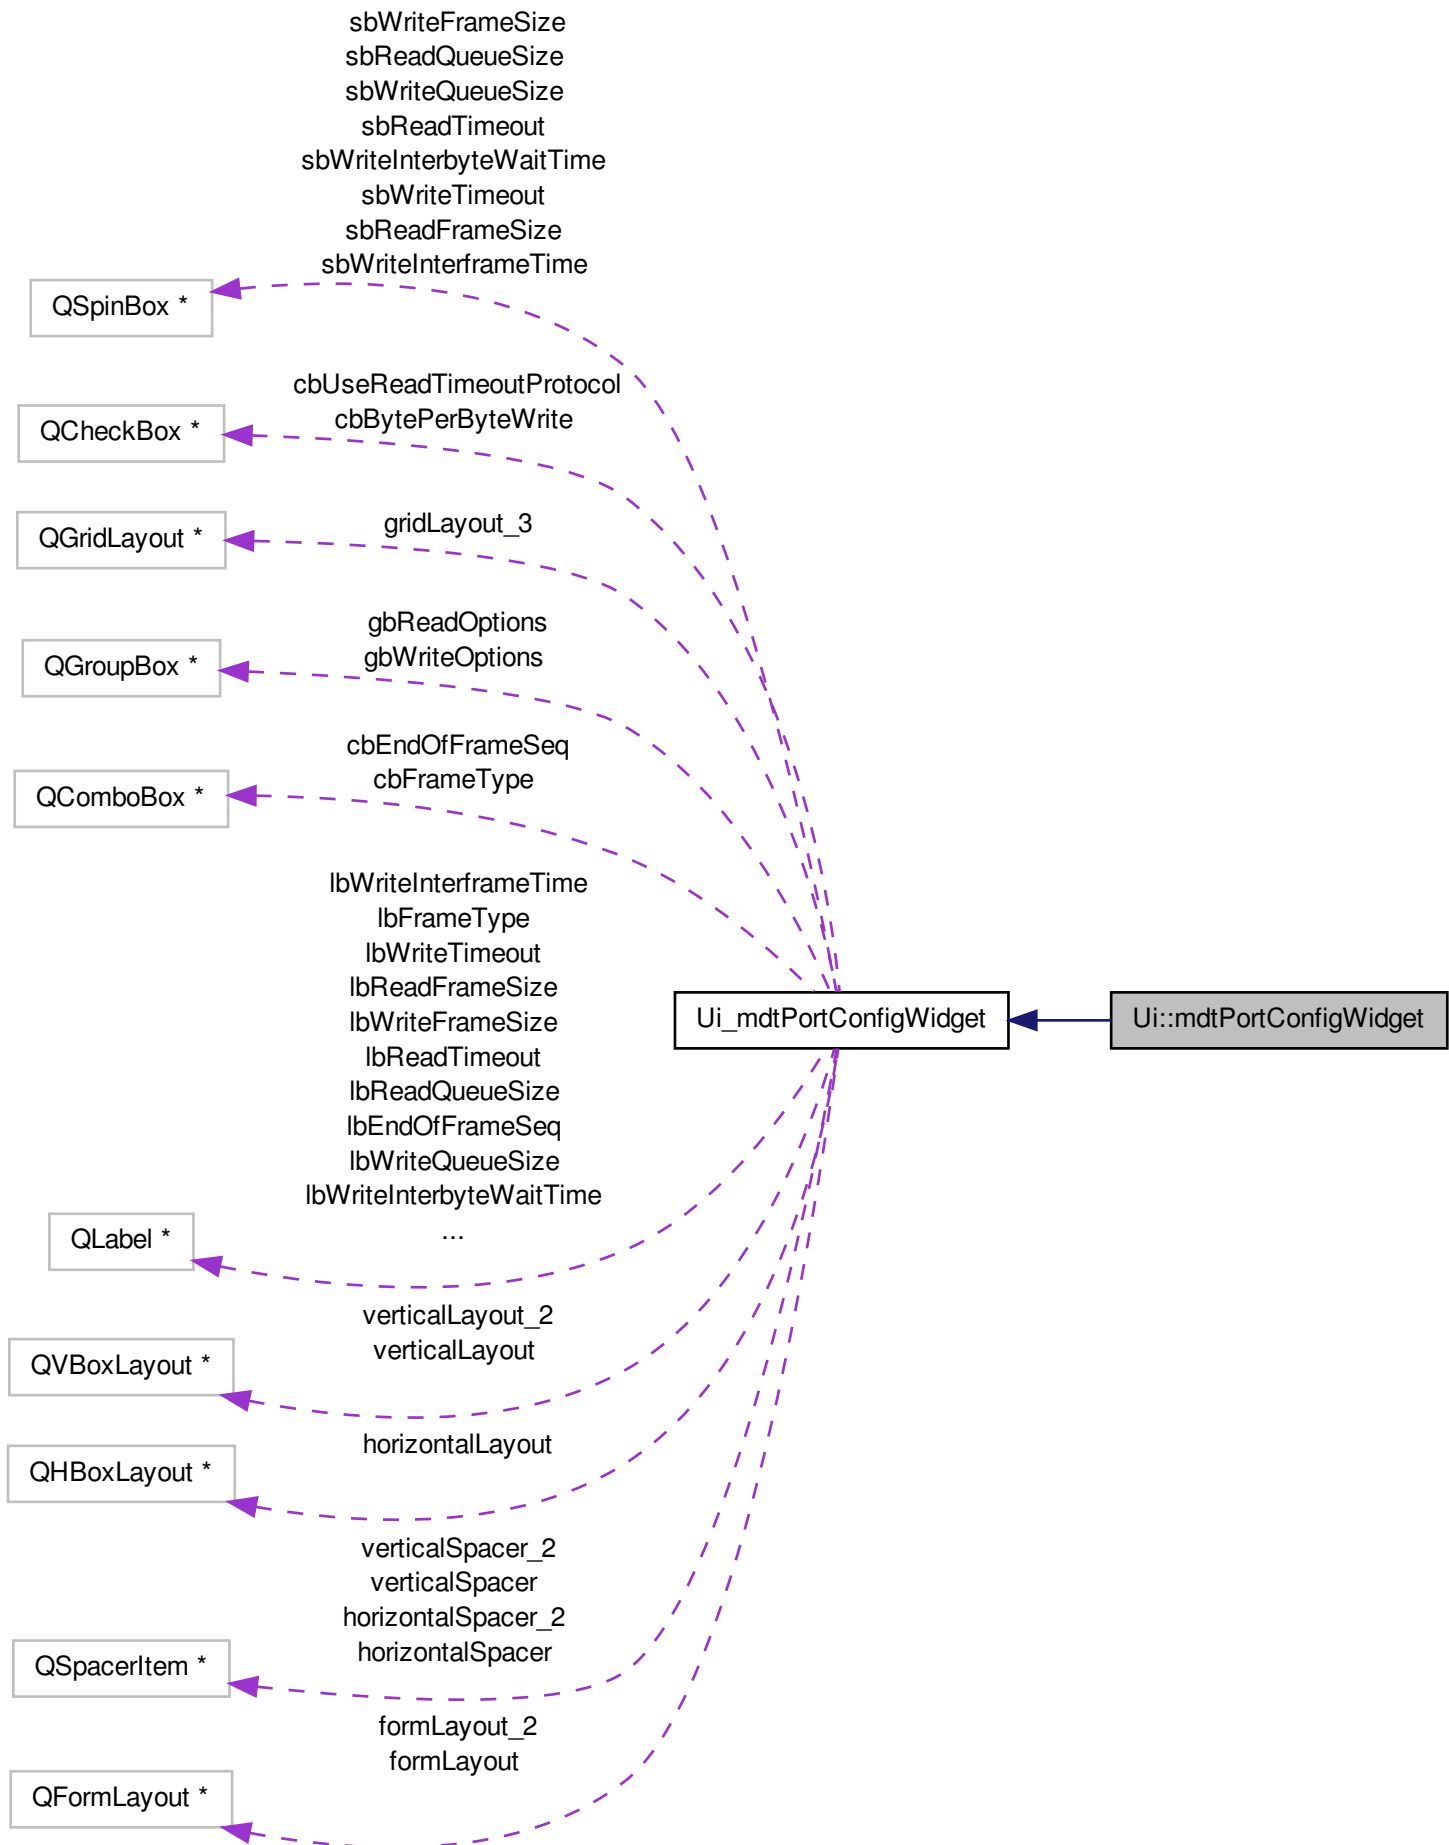 sbWriteFrameSize
sbReadQueueSize
sbWriteQueueSize
sbReadTimeout
sbWriteInterbyteWaitTime
sbWriteTimeout
sbReadFrameSize
sbWriteInterframeTime
QSpinBox *
cbUseReadTimeoutProtocol
cbBytePerByteWrite
QCheckBox *
gridLayout_3
QGridLayout *
gbReadOptions
gbWriteOptions
QGroupBox *
cbEndOfFrameSeq
cbFrameType
QComboBox *
lbWriteInterframeTime
lbFrameType
lbWriteTimeout
lbReadFrameSize
lbWriteFrameSize
lbReadTimeout
lbReadQueueSize
lbEndOfFrameSeq
lbWriteQueueSize
lbWriteInterbyteWaitTime
...
QLabel *
Ui_mdtPortConfigWidget
Ui::mdtPortConfigWidget
verticalLayout_2
verticalLayout
QVBoxLayout *
horizontalLayout
QHBoxLayout *
verticalSpacer_2
verticalSpacer
horizontalSpacer_2
horizontalSpacer
QSpacerItem *
formLayout_2
formLayout
QFormLayout *